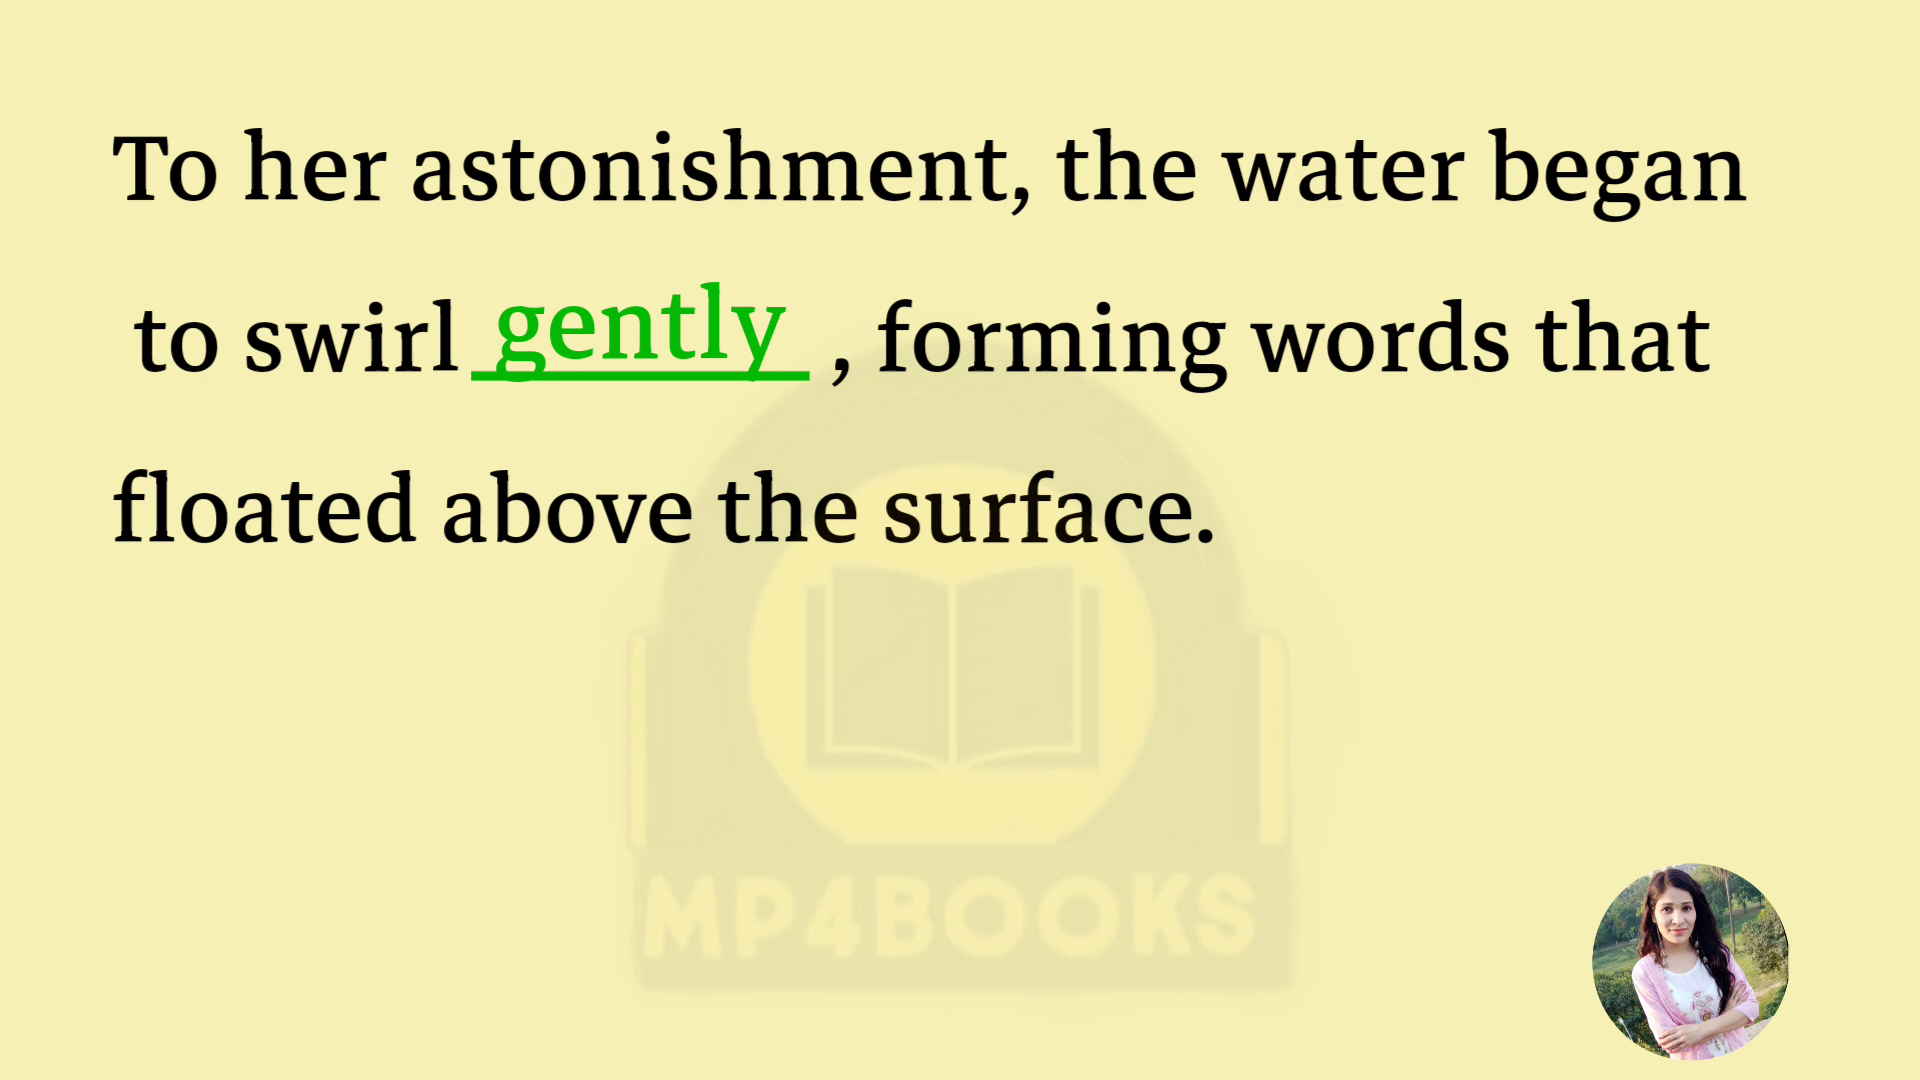 To her astonishment, the water began
to swirl gently , forming words that
floated above the surface.
MP4BOOKS